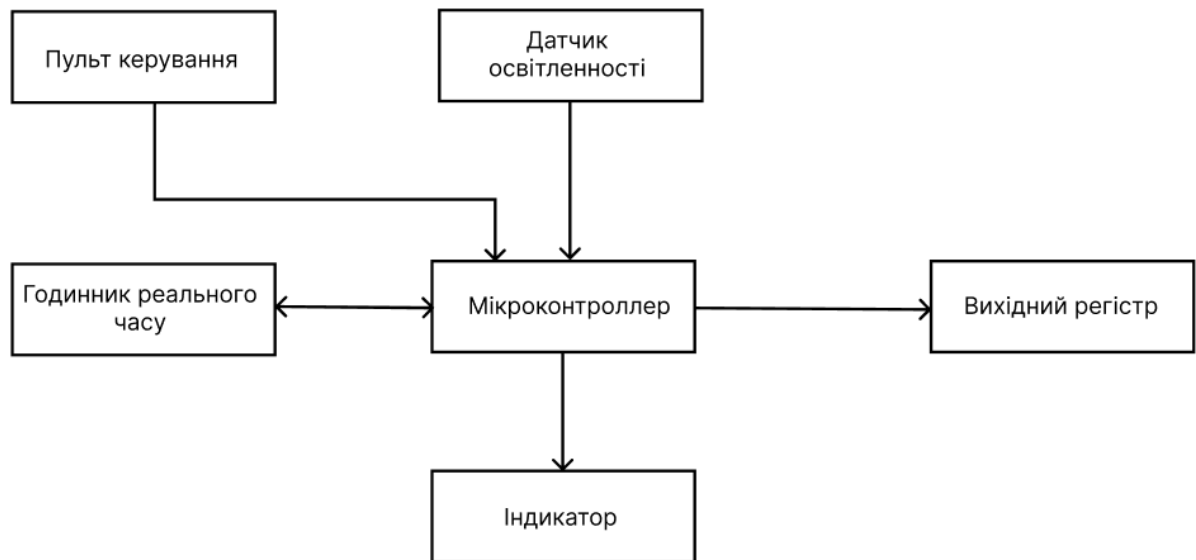 Пульт керування
Датчик
освітленності
Годинник реального
часу
Мікроконтроллер
Вихідний регістр
Індикатор